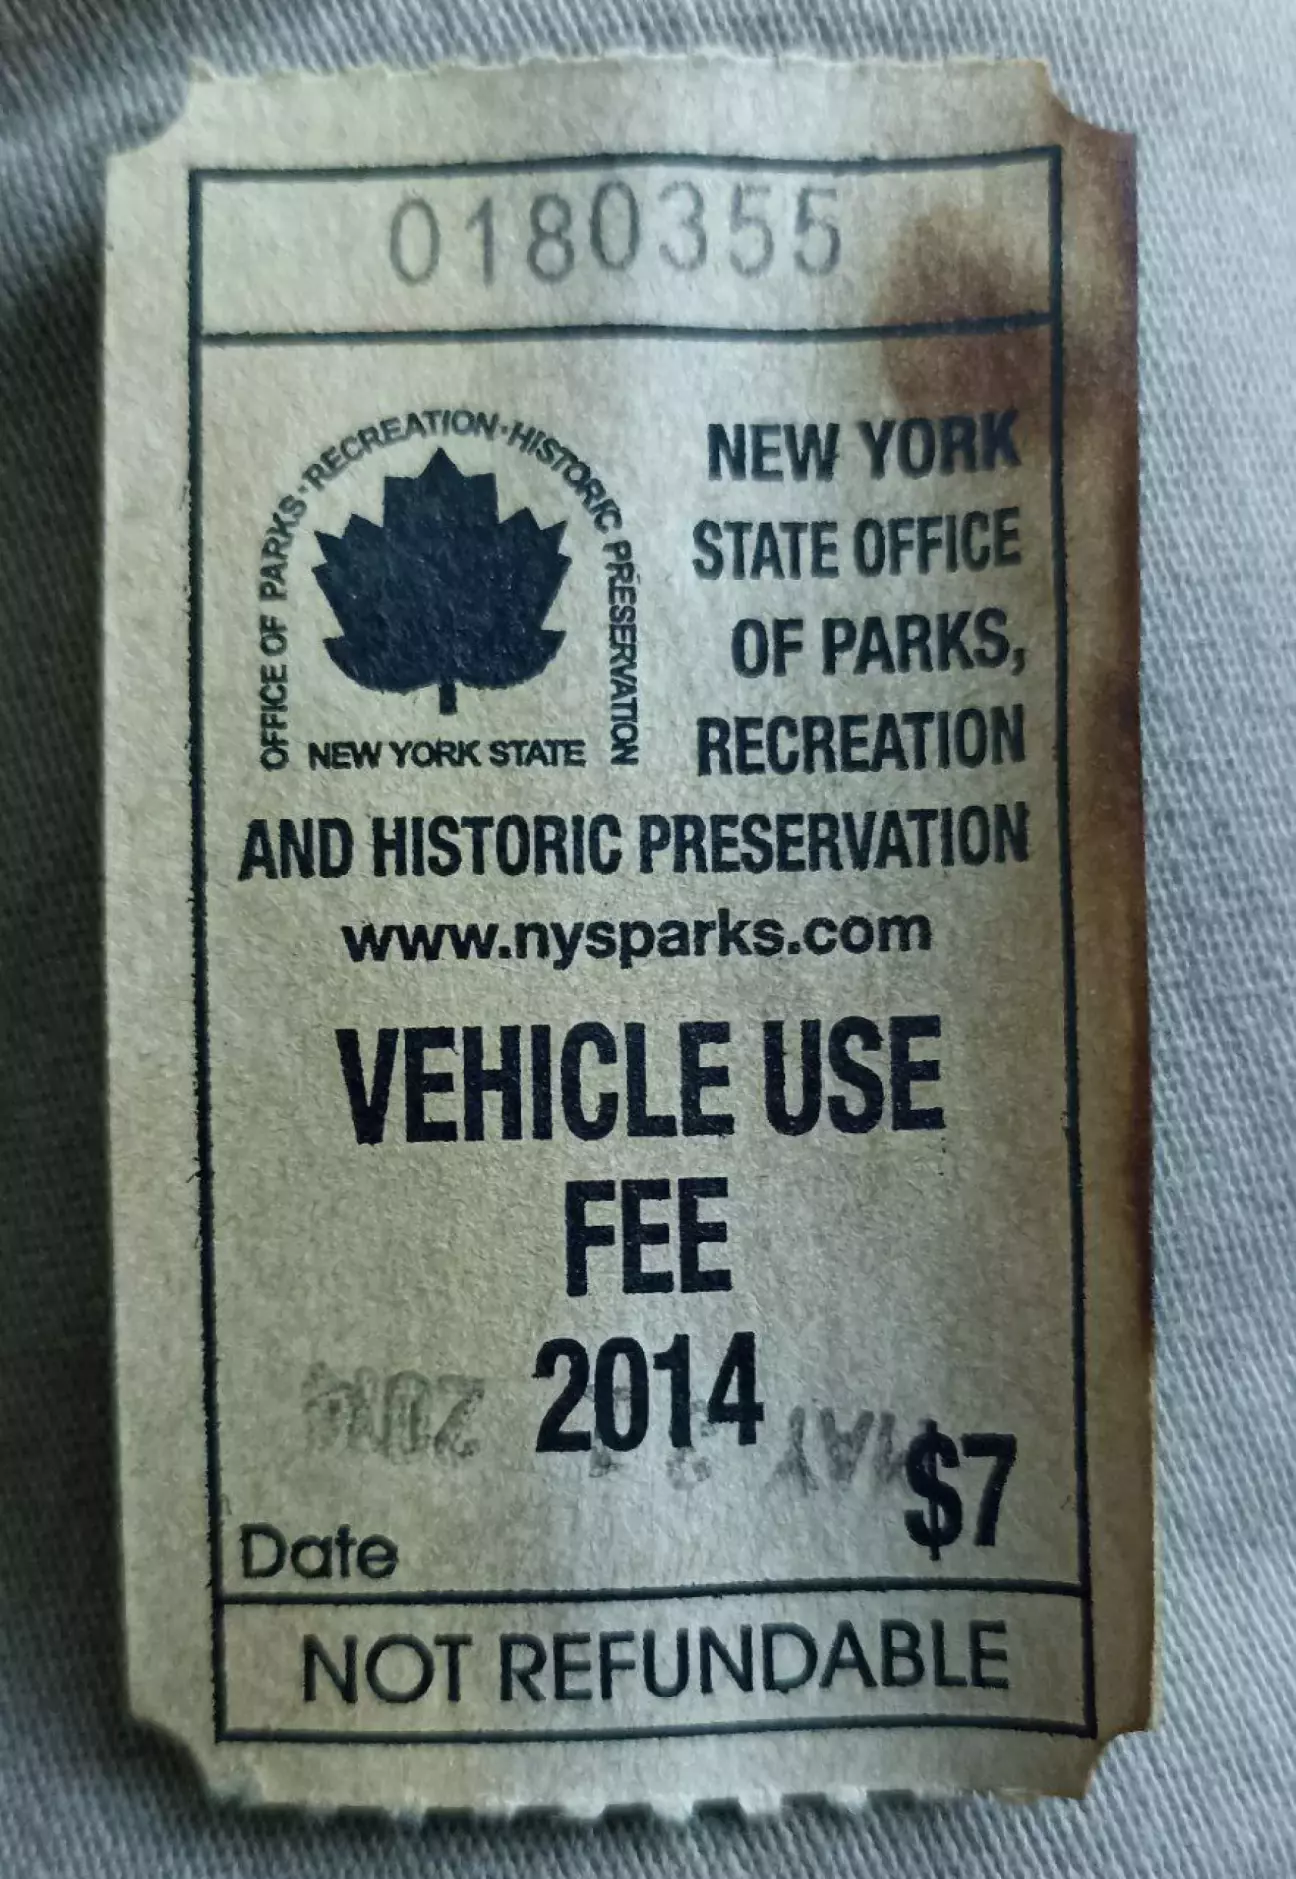 0180355
OFFICE OF PARKS·RECREATION·HISTORIC PRESERVATION
NEW YORK STATE
NEW YORK
STATE OFFICE
OF PARKS,
RECREATION
AND HISTORIC PRESERVATION
www.nysparks.com
VEHICLE USE
FEE
2014
MAY
$7
Date
NOT REFUNDABLE